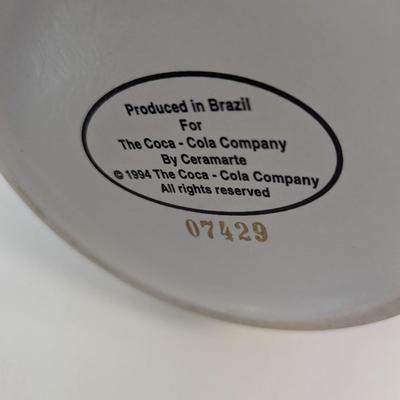 Produced in Brazil
For
The Coca - Cola Company
By Ceramarte
© 1994 The Coca - Cola Company
All rights reserved
07429